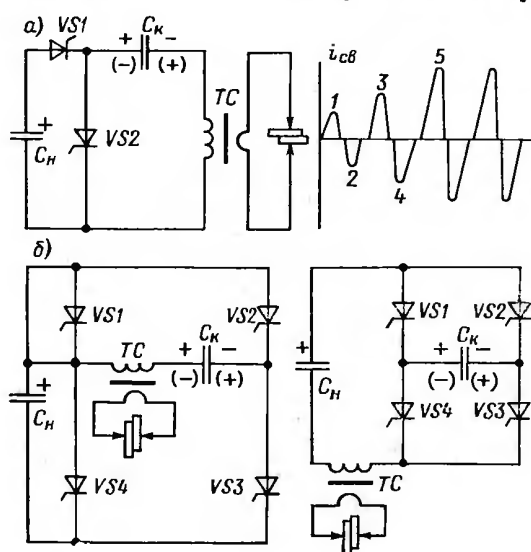 а)
VS1
+ Cк −
(−) (+)
TC
+
Cн
VS2
iсв
1
2
3
4
5
б)
VS1
VS2
TC
+ Cк −
(−) (+)
+
Cн
VS4
VS3
VS1
VS2
+
Cн
+ Cк −
(−) (+)
VS4
VS3
TC